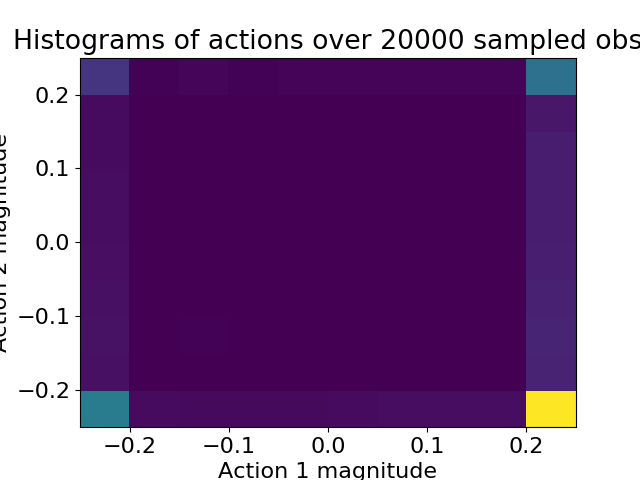 Histograms of actions over 20000 sampled obs
0.2
0.1
0.0
−0.1
−0.2
Action 2 magnitude
−0.2 −0.1 0.0 0.1 0.2
Action 1 magnitude